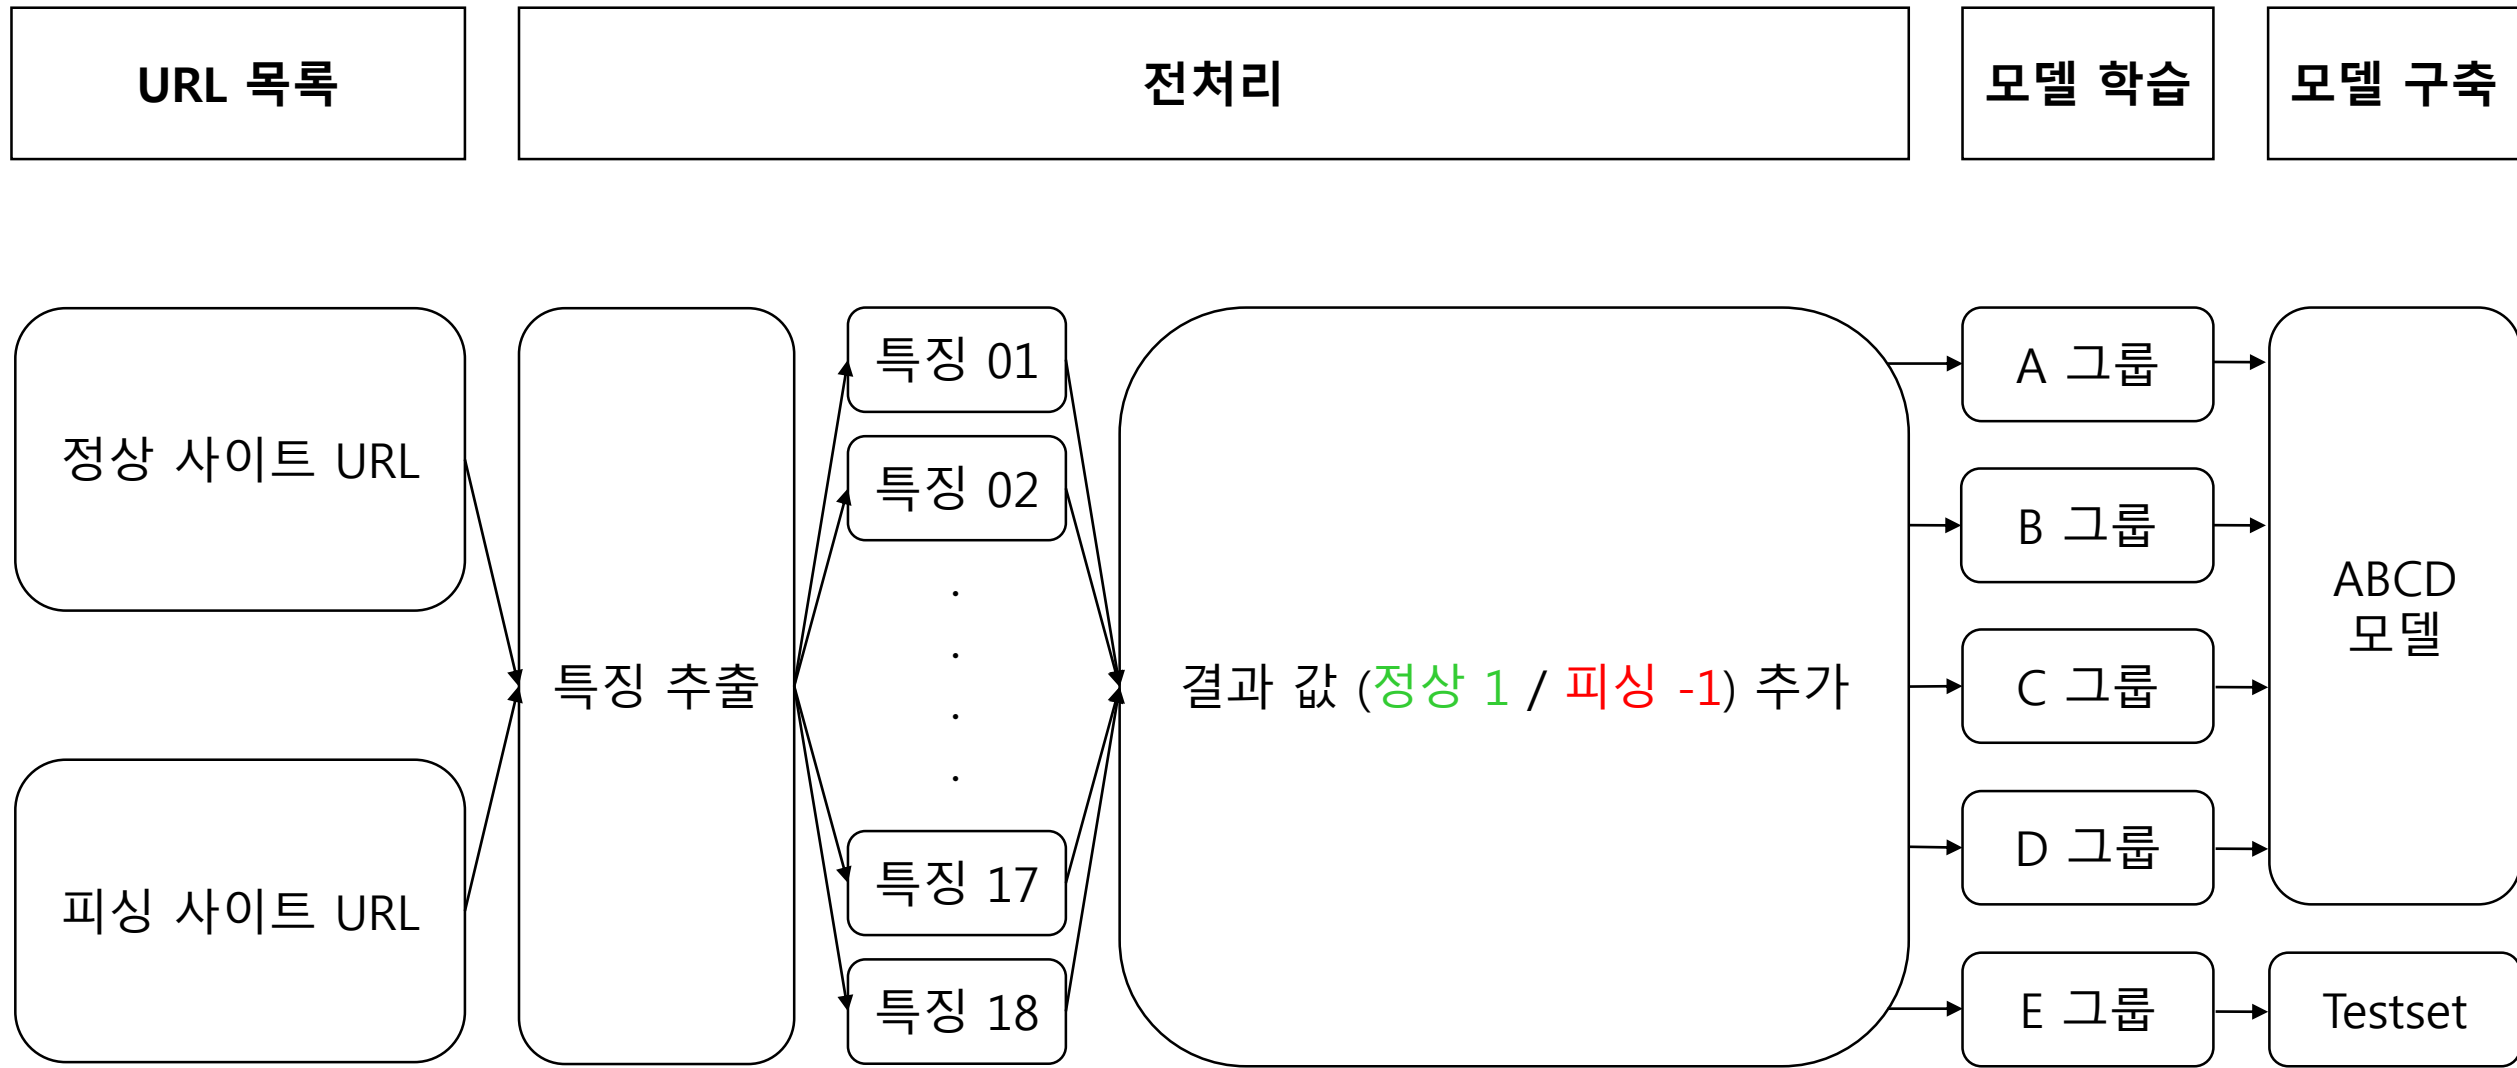 URL 목록
전처리
모델 학습
모델 구축
정상 사이트 URL
피싱 사이트 URL
특징 추출
특징 01
특징 02
.
.
.
.
특징 17
특징 18
결과 값 (정상 1 / 피싱 -1) 추가
A 그룹
B 그룹
C 그룹
D 그룹
E 그룹
ABCD
모델
Testset